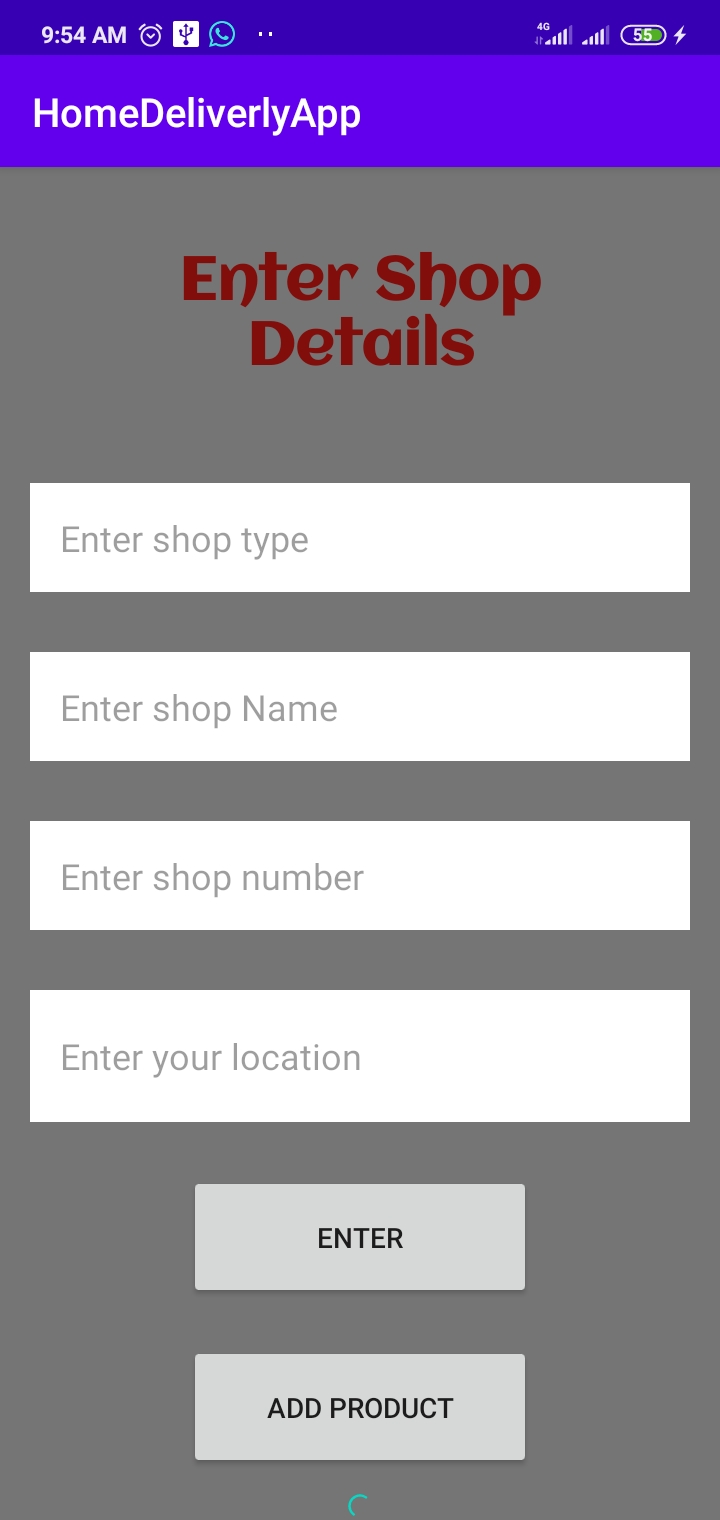 9:54 AM
4G
55
HomeDeliverlyApp
Enter Shop
Details
Enter shop type
Enter shop Name
Enter shop number
Enter your location
ENTER
ADD PRODUCT